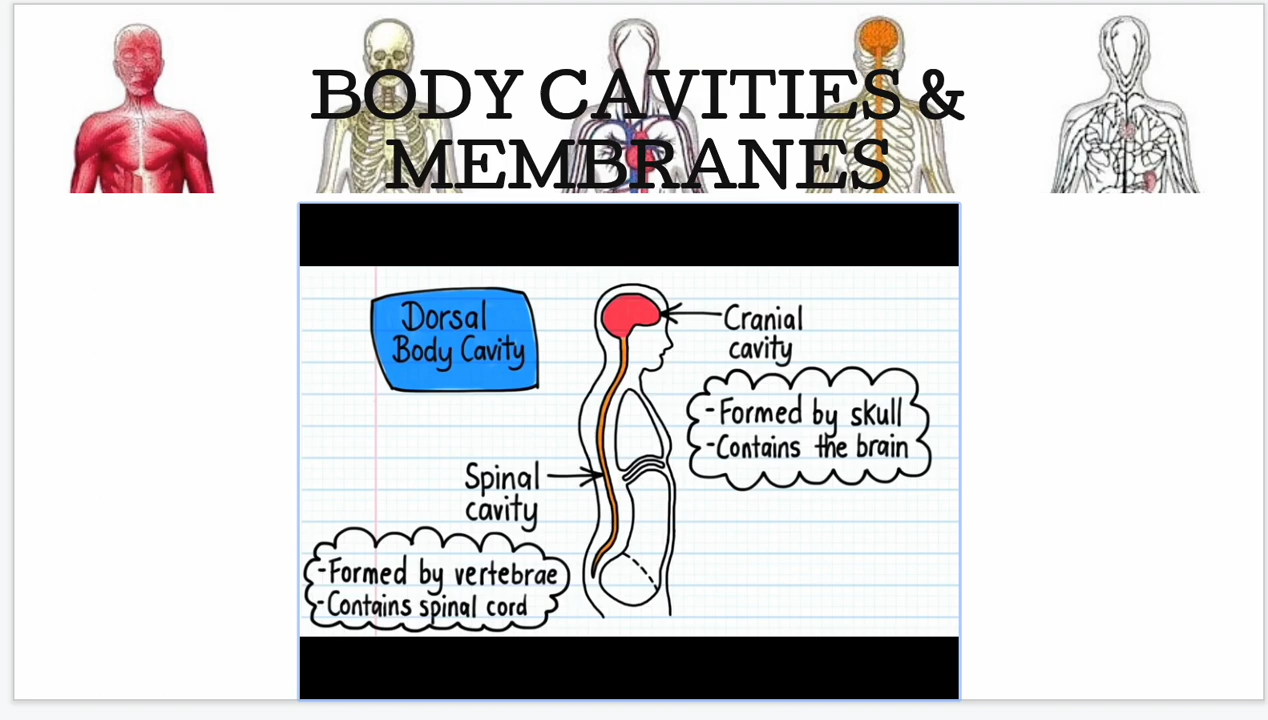 BODY CAVITIES &
MEMBRANES
Dorsal
Body Cavity
Cranial
cavity
-Formed by skull
-Contains the brain
Spinal
cavity
-Formed by vertebrae
-Contains spinal cord